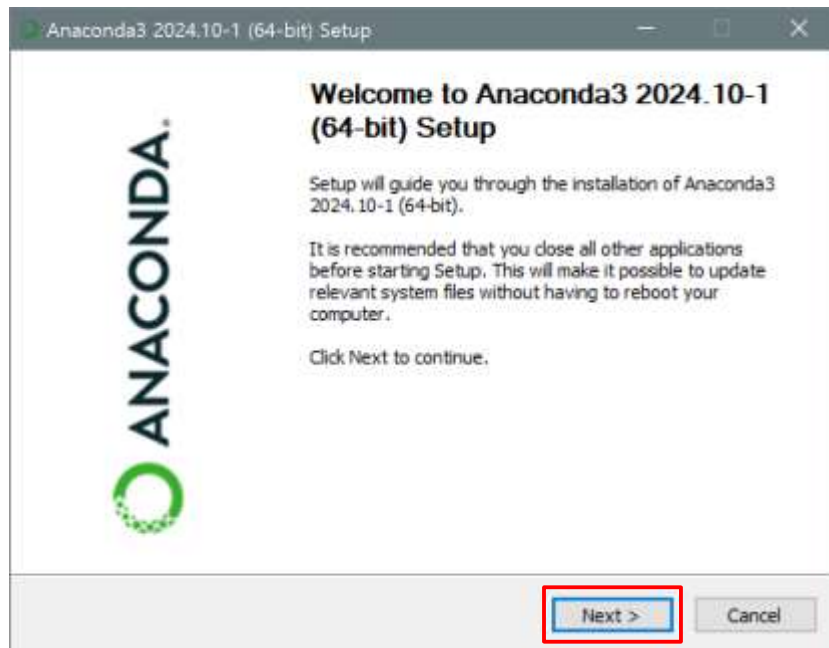 Anaconda3 2024.10-1 (64-bit) Setup
Welcome to Anaconda3 2024.10-1
(64-bit) Setup
Setup will guide you through the installation of Anaconda3
2024.10-1 (64-bit).
It is recommended that you close all other applications
before starting Setup. This will make it possible to update
relevant system files without having to reboot your
computer.
Click Next to continue.
ANACONDA.
Next >
Cancel